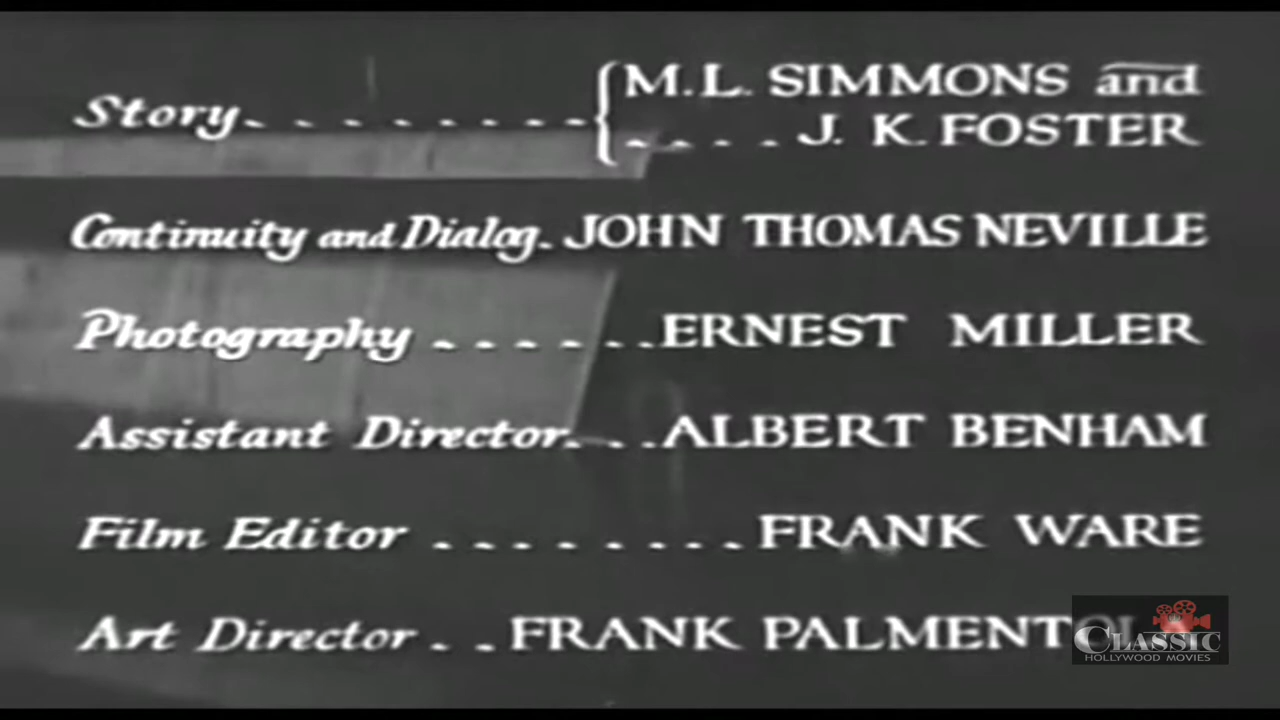 Story. . . . . . . . { M.L. SIMMONS and
. . . . J. K. FOSTER
Continuity and Dialog. JOHN THOMAS NEVILLE
Photography . . . . . . . ERNEST MILLER
Assistant Director. . . ALBERT BENHAM
Film Editor . . . . . . . . FRANK WARE
Art Director . . . FRANK
CLASSIC
HOLLYWOOD MOVIES